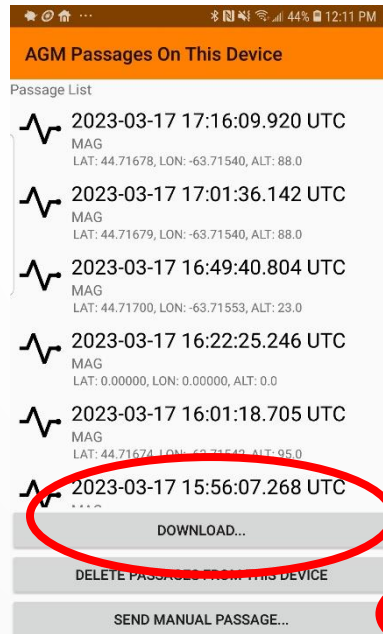 44% 12:11 PM
AGM Passages On This Device
Passage List
2023-03-17 17:16:09.920 UTC
MAG
LAT: 44.71678, LON: -63.71540, ALT: 88.0
2023-03-17 17:01:36.142 UTC
MAG
LAT: 44.71679, LON: -63.71540, ALT: 88.0
2023-03-17 16:49:40.804 UTC
MAG
LAT: 44.71700, LON: -63.71553, ALT: 23.0
2023-03-17 16:22:25.246 UTC
MAG
LAT: 0.00000, LON: 0.00000, ALT: 0.0
2023-03-17 16:01:18.705 UTC
MAG
LAT: 44.71674, LON: -63.71542, ALT: 95.0
2023-03-17 15:56:07.268 UTC
DOWNLOAD...
DELETE PASSAGES FROM THIS DEVICE
SEND MANUAL PASSAGE...